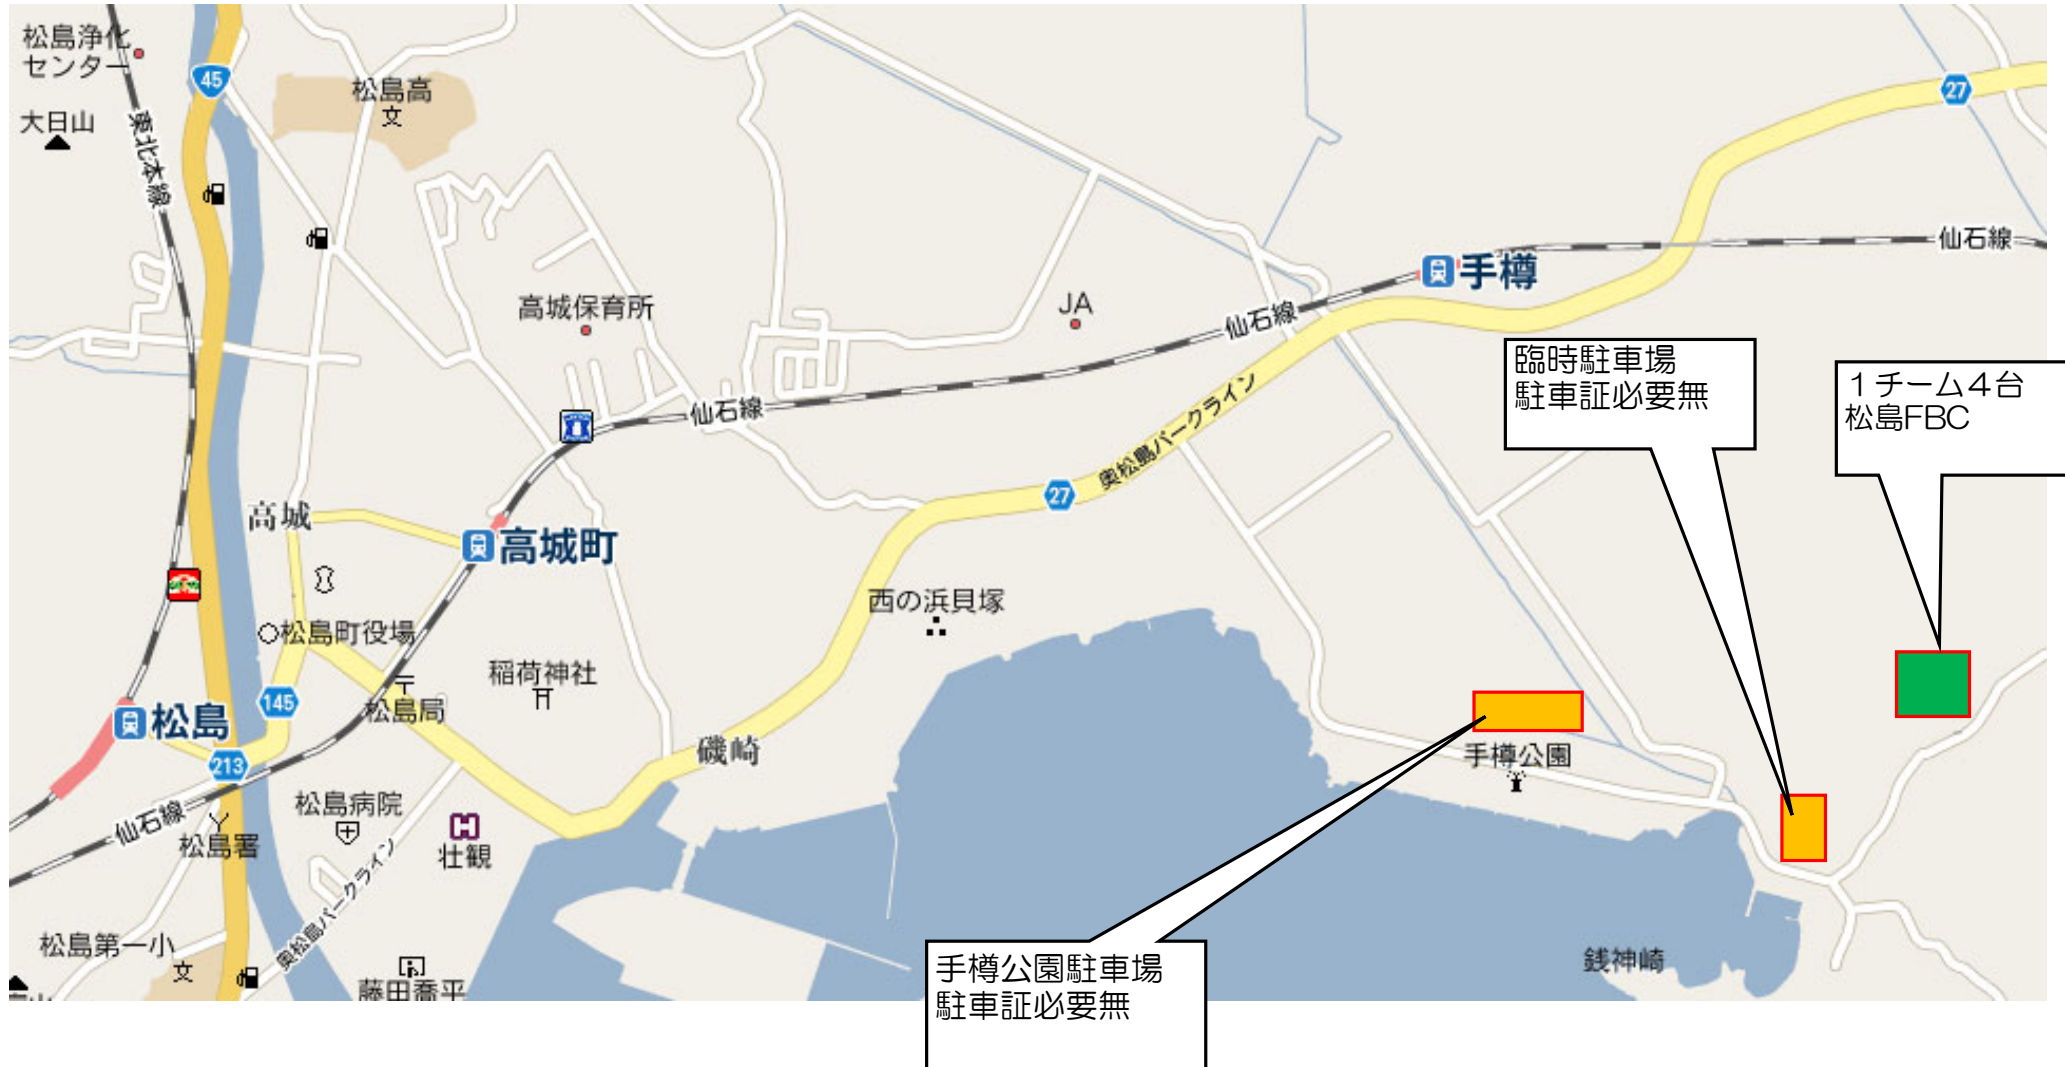 松島浄化
センター
大日山
東北本線
45
松島高
27
仙石線
手樽
高城保育所
JA
仙石線
臨時駐車場
駐車証必要無
1チーム4台
松島FBC
仙石線
奥松島パークライン
27
高城
高城町
西の浜貝塚
松島町役場
稲荷神社
145
松島局
松島
213
磯崎
手樽公園
仙石線
松島病院
松島署
壮観
奥松島パークライン
松島第一小
藤田喬平
銭神崎
手樽公園駐車場
駐車証必要無